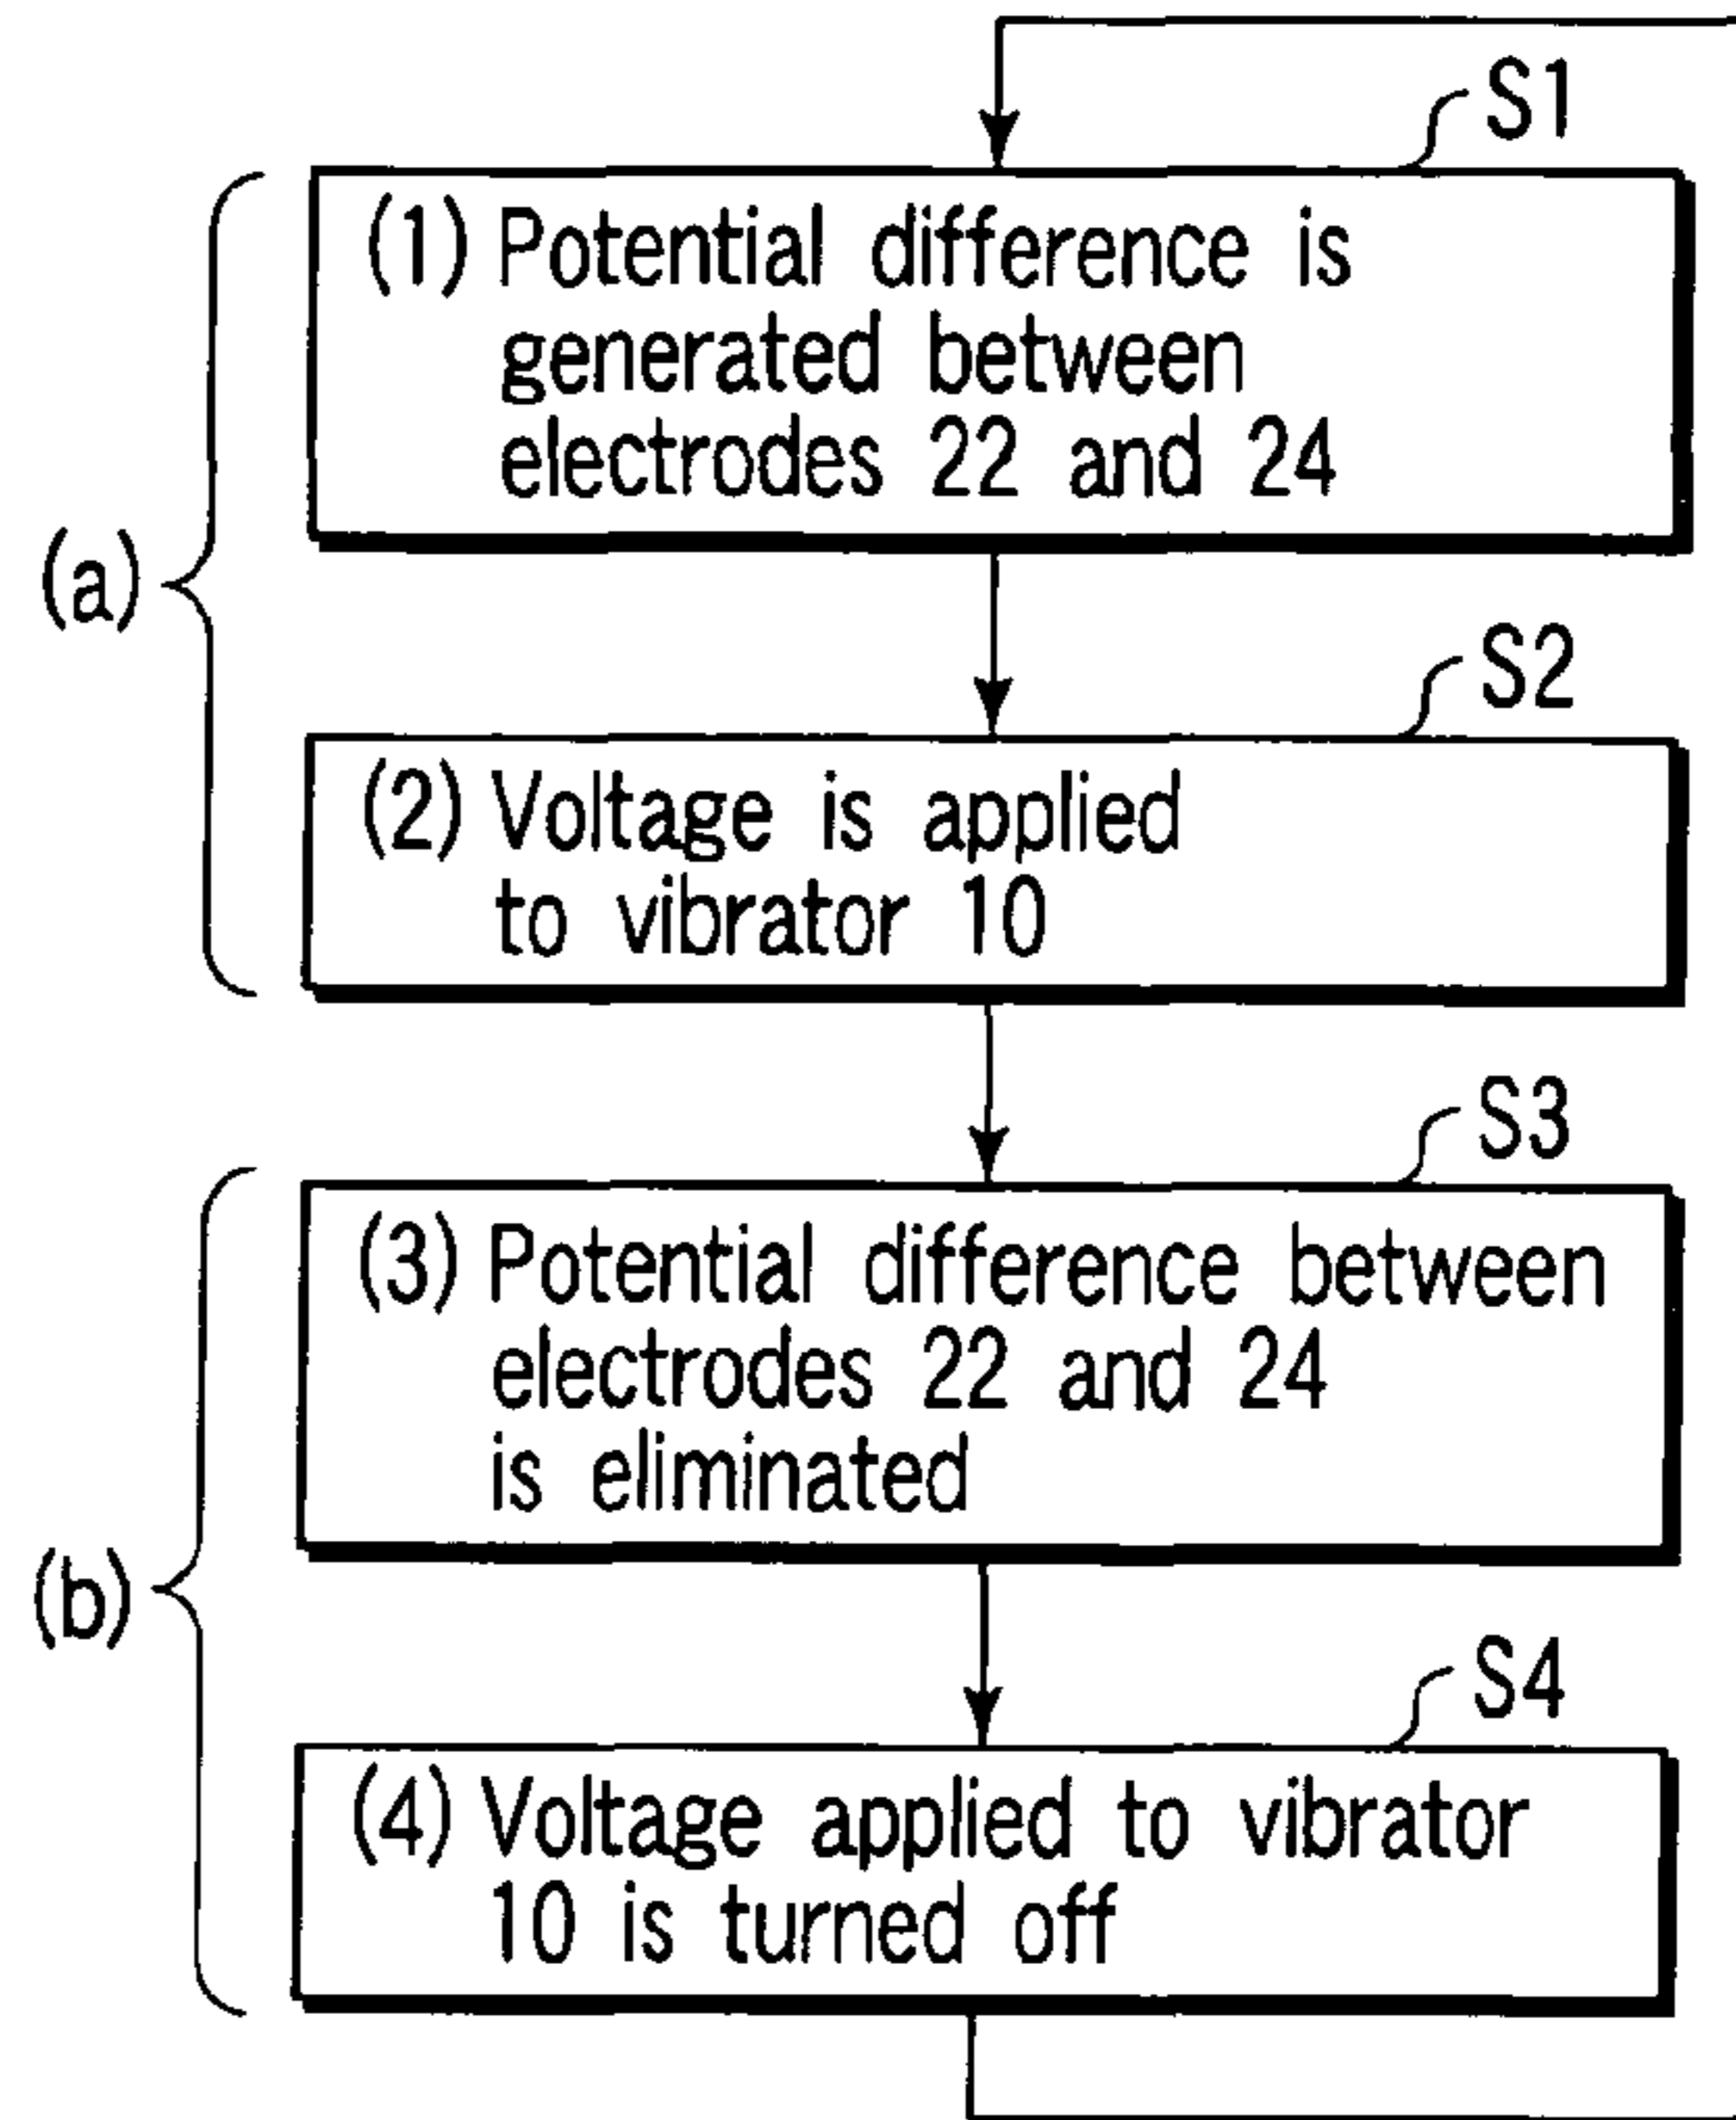 S1
(1) Potential difference is
generated between
electrodes 22 and 24
(a)
S2
(2) Voltage is applied
to vibrator 10
S3
(3) Potential difference between
electrodes 22 and 24
is eliminated
(b)
S4
(4) Voltage applied to vibrator
10 is turned off